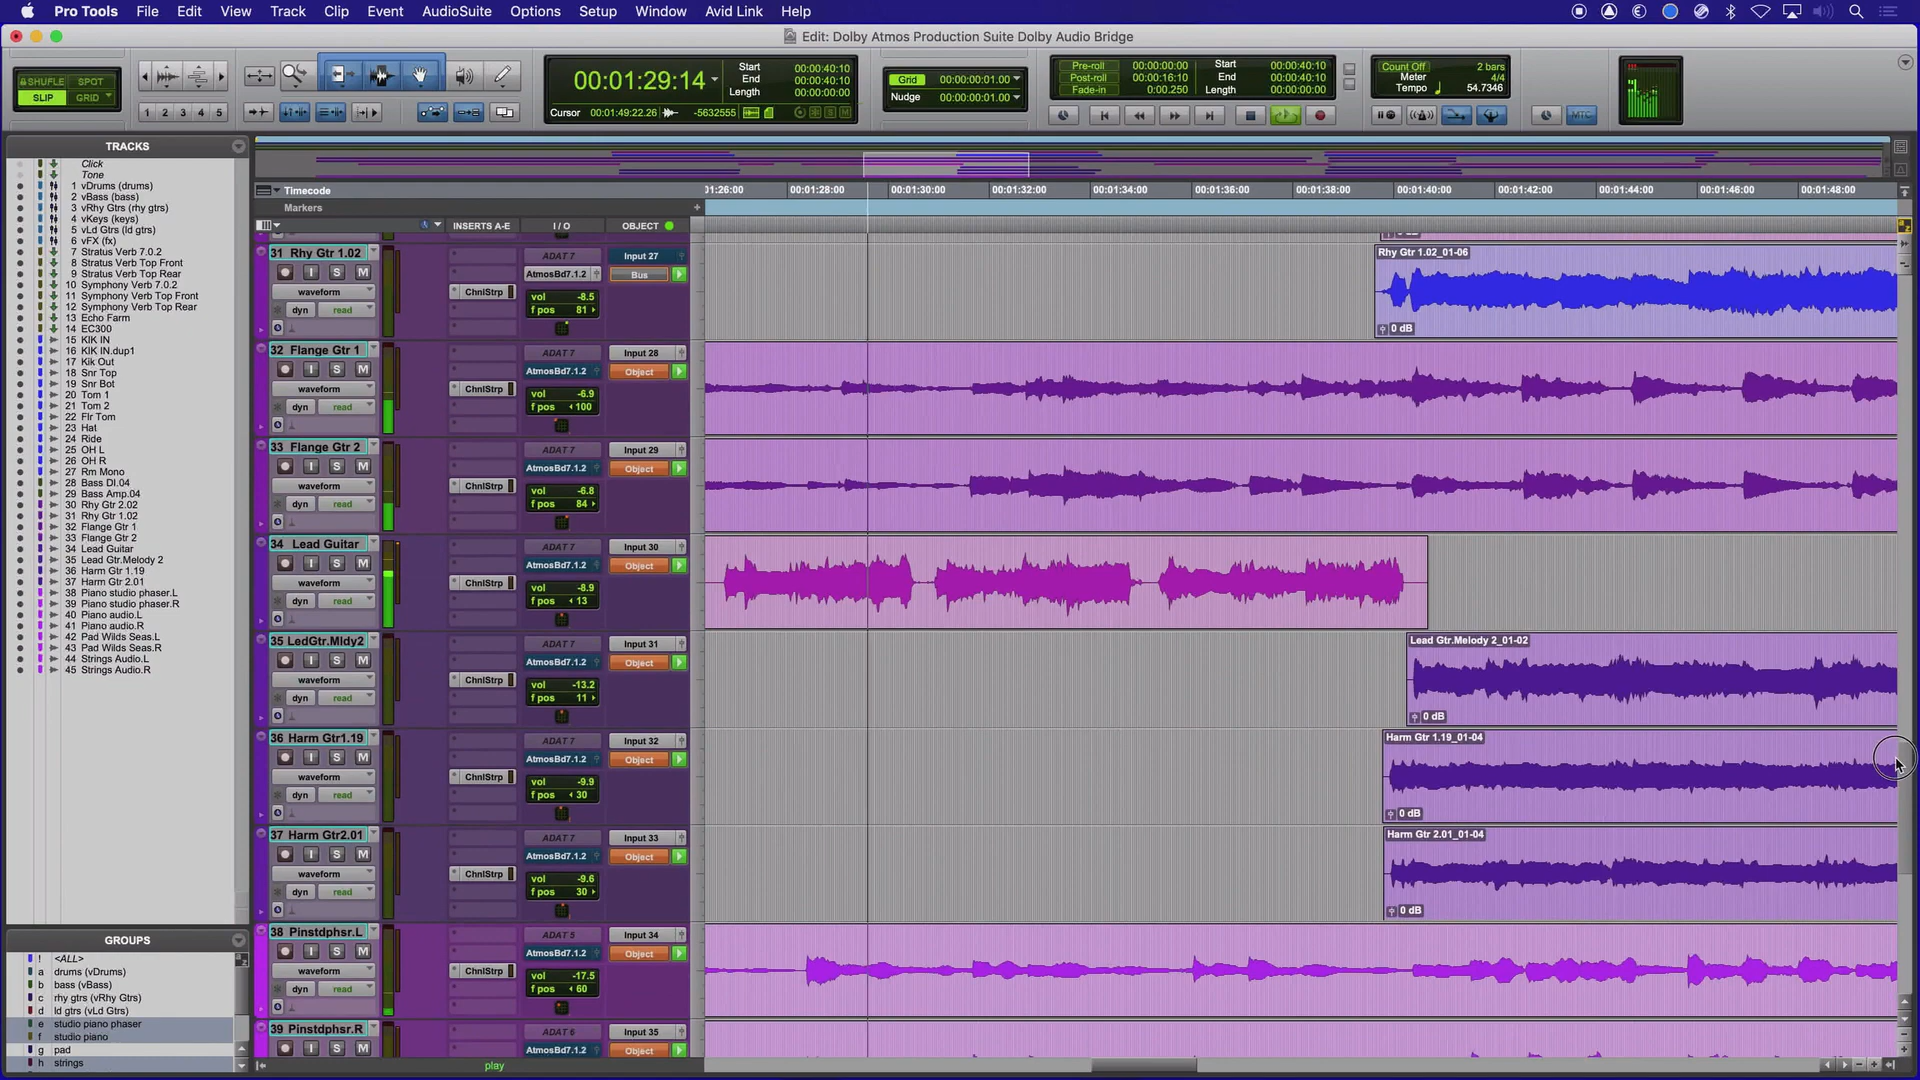 Pro Tools File Edit View Track Clip Event AudioSuite Options Setup Window Avid Link Help
Edit: Dolby Atmos Production Suite Dolby Audio Bridge
SHUFFLE SPOT
SLIP GRID
1 2 3 4 5
00:01:29:14
Start 00:00:40:10
End 00:00:40:10
Length 00:00:00:00
Cursor 00:01:49:22.26 -5632555
Grid 00:00:00:01.00
Nudge 00:00:00:01.00
Pre-roll 00:00:00:00
Post-roll 00:00:16:10
Fade-in 0:00.250
Start 00:00:40:10
End 00:00:40:10
Length 00:00:00:00
Count Off 2 bars
Meter 4/4
Tempo 54.7346
MTC
TRACKS
Click
Tone
1 vDrums (drums)
2 vBass (bass)
3 vRhy Gtrs (rhy gtrs)
4 vKeys (keys)
5 vLd Gtrs (ld gtrs)
6 vFX (fx)
7 Stratus Verb 7.0.2
8 Stratus Verb Top Front
9 Stratus Verb Top Rear
10 Symphony Verb 7.0.2
11 Symphony Verb Top Front
12 Symphony Verb Top Rear
13 Echo Farm
14 EC300
15 KIK IN
16 KIK IN.dup1
17 Kik Out
18 Snr Top
19 Snr Bot
20 Tom 1
21 Tom 2
22 Flr Tom
23 Hat
24 Ride
25 OH L
26 OH R
27 Rm Mono
28 Bass DI.04
29 Bass Amp.04
30 Rhy Gtr 2.02
31 Rhy Gtr 1.02
32 Flange Gtr 1
33 Flange Gtr 2
34 Lead Guitar
35 Lead Gtr.Melody 2
36 Harm Gtr 1.19
37 Harm Gtr 2.01
38 Piano studio phaser.L
39 Piano studio phaser.R
40 Piano audio.L
41 Piano audio.R
42 Pad Wilds Seas.L
43 Pad Wilds Seas.R
44 Strings Audio.L
45 Strings Audio.R
GROUPS
! <ALL>
a drums (vDrums)
b bass (vBass)
c rhy gtrs (vRhy Gtrs)
d ld gtrs (vLd Gtrs)
e studio piano phaser
f studio piano
g pad
h strings
Timecode
Markers
INSERTS A-E I/O OBJECT
01:26:00 00:01:28:00 00:01:30:00 00:01:32:00 00:01:34:00 00:01:36:00 00:01:38:00 00:01:40:00 00:01:42:00 00:01:44:00 00:01:46:00 00:01:48:00
31 Rhy Gtr 1.02 ADAT 7 Input 27
I S M AtmosBd7.1.2 Bus
waveform ChnlStrp vol -8.5
dyn read f pos 81
Rhy Gtr 1.02_01-06
0 dB
32 Flange Gtr 1 ADAT 7 Input 28
I S M AtmosBd7.1.2 Object
waveform ChnlStrp vol -6.9
dyn read f pos 100
33 Flange Gtr 2 ADAT 7 Input 29
I S M AtmosBd7.1.2 Object
waveform ChnlStrp vol -6.8
dyn read f pos 84
34 Lead Guitar ADAT 7 Input 30
I S M AtmosBd7.1.2 Object
waveform ChnlStrp vol -8.9
dyn read f pos 13
35 LedGtr.Mldy2 ADAT 7 Input 31
I S M AtmosBd7.1.2 Object
waveform ChnlStrp vol -13.2
dyn read f pos 11
Lead Gtr.Melody 2_01-02
0 dB
36 Harm Gtr1.19 ADAT 7 Input 32
I S M AtmosBd7.1.2 Object
waveform ChnlStrp vol -9.9
dyn read f pos 30
Harm Gtr 1.19_01-04
0 dB
37 Harm Gtr2.01 ADAT 7 Input 33
I S M AtmosBd7.1.2 Object
waveform ChnlStrp vol -9.6
dyn read f pos 30
Harm Gtr 2.01_01-04
0 dB
38 Pinstdphsr.L ADAT 5 Input 34
I S M AtmosBd7.1.2 Object
waveform ChnlStrp vol -17.5
dyn read f pos 60
39 Pinstdphsr.R ADAT 6 Input 35
I S M AtmosBd7.1.2 Object
play